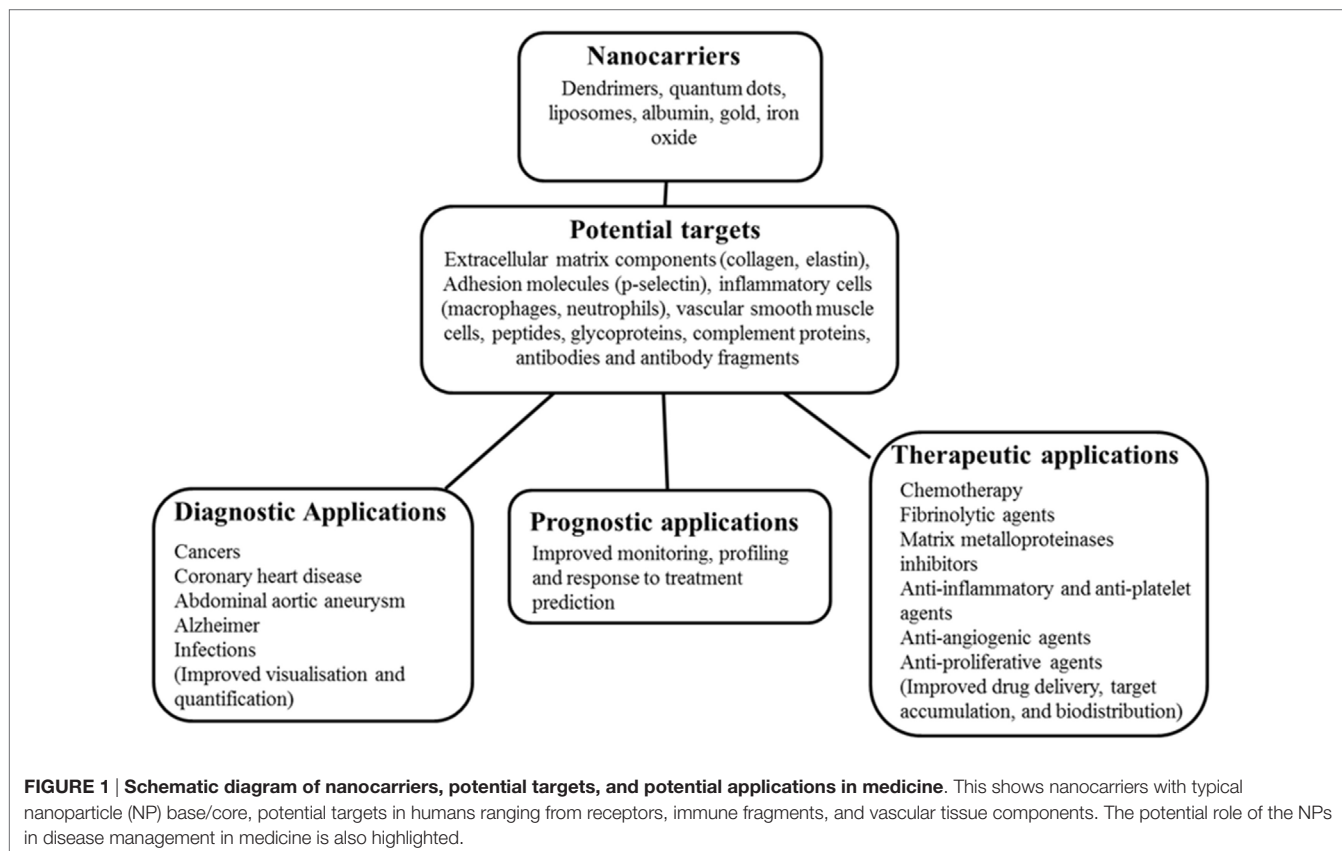 Nanocarriers
Dendrimers, quantum dots,
liposomes, albumin, gold, iron
oxide
Potential targets
Extracellular matrix components (collagen, elastin),
Adhesion molecules (p-selectin), inflammatory cells
(macrophages, neutrophils), vascular smooth muscle
cells, peptides, glycoproteins, complement proteins,
antibodies and antibody fragments
Diagnostic Applications
Cancers
Coronary heart disease
Abdominal aortic aneurysm
Alzheimer
Infections
(Improved visualisation and
quantification)
Prognostic applications
Improved monitoring, profiling
and response to treatment
prediction
Therapeutic applications
Chemotherapy
Fibrinolytic agents
Matrix metalloproteinases
inhibitors
Anti-inflammatory and anti-platelet
agents
Anti-angiogenic agents
Anti-proliferative agents
(Improved drug delivery, target
accumulation, and biodistribution)
FIGURE 1 | Schematic diagram of nanocarriers, potential targets, and potential applications in medicine. This shows nanocarriers with typical
nanoparticle (NP) base/core, potential targets in humans ranging from receptors, immune fragments, and vascular tissue components. The potential role of the NPs
in disease management in medicine is also highlighted.